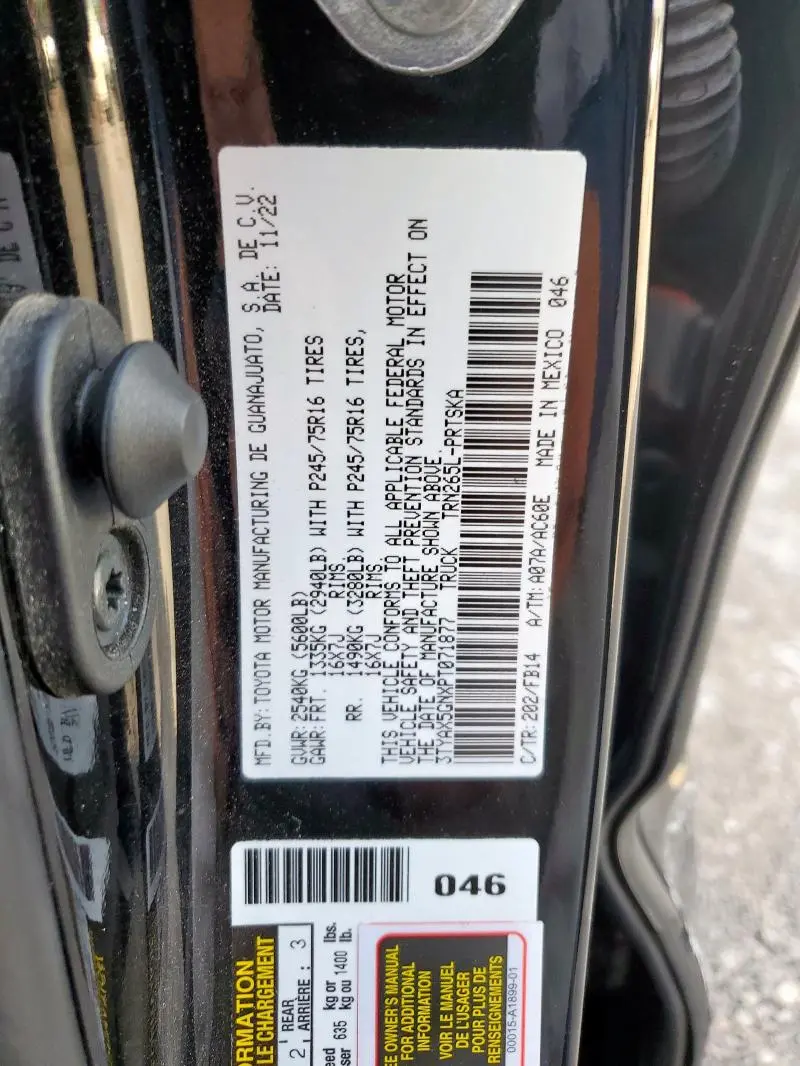 MFD.BY:TOYOTA MOTOR MANUFACTURING DE GUANAJUATO, S.A. DE C.V.
DATE: 11/22
GVWR:2540KG (5600LB)
GAWR:FRT. 1335KG (2940LB) WITH P245/75R16 TIRES
16X7J RIMS
RR. 1490KG (3280LB) WITH P245/75R16 TIRES,
16X7J RIMS
THIS VEHICLE CONFORMS TO ALL APPLICABLE FEDERAL MOTOR
VEHICLE SAFETY AND THEFT PREVENTION STANDARDS IN EFFECT ON
THE DATE OF MANUFACTURE SHOWN ABOVE.
3TYAX5GNXPT071877 TRUCK TRN265L-PRTSKA
C/TR:202/FB14 A/TM:A07A/AC60E MADE IN MEXICO 046
046
ORMATION
LE CHARGEMENT
2 REAR
ARRIÈRE : 3
eed 635 kg or lbs.
ser kg ou 1400 lb.
EE OWNER'S MANUAL
FOR ADDITIONAL
INFORMATION
VOIR LE MANUEL
DE L'USAGER
POUR PLUS DE
RENSEIGNEMENTS
00015-A1899-01